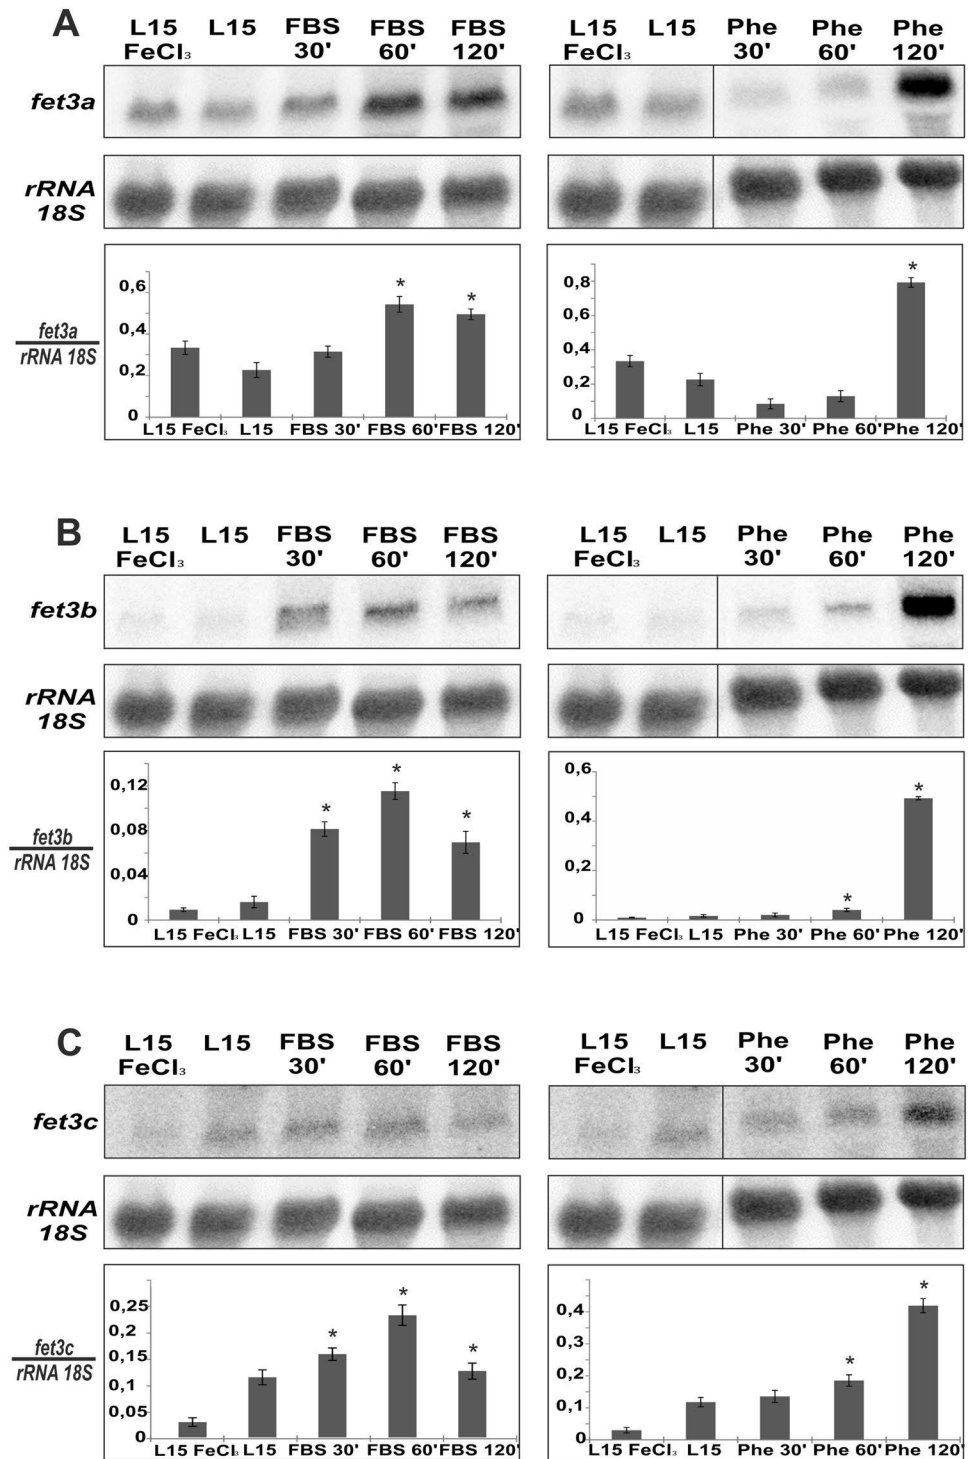 A
L15 L15 FBS FBS FBS
FeCl₃ 30' 60' 120'
L15 L15 Phe Phe Phe
FeCl₃ 30' 60' 120'
fet3a
rRNA
18S
fet3a
rRNA 18S
0,6
0,4
0,2
0
L15 FeCl₃ L15 FBS 30' FBS 60' FBS 120'
* *
0,8
0,6
0,4
0,2
0
L15 FeCl₃ L15 Phe 30' Phe 60' Phe 120'
*
B
L15 L15 FBS FBS FBS
FeCl₃ 30' 60' 120'
L15 L15 Phe Phe Phe
FeCl₃ 30' 60' 120'
fet3b
rRNA
18S
fet3b
rRNA 18S
0,12
0,08
0,04
0
L15 FeCl₃ L15 FBS 30' FBS 60' FBS 120'
* * *
0,6
0,4
0,2
0
L15 FeCl₃ L15 Phe 30' Phe 60' Phe 120'
* *
C
L15 L15 FBS FBS FBS
FeCl₃ 30' 60' 120'
L15 L15 Phe Phe Phe
FeCl₃ 30' 60' 120'
fet3c
rRNA
18S
fet3c
rRNA 18S
0,25
0,2
0,15
0,1
0,05
0
L15 FeCl₃ L15 FBS 30' FBS 60' FBS 120'
* * *
0,4
0,3
0,2
0,1
0
L15 FeCl₃ L15 Phe 30' Phe 60' Phe 120'
* *